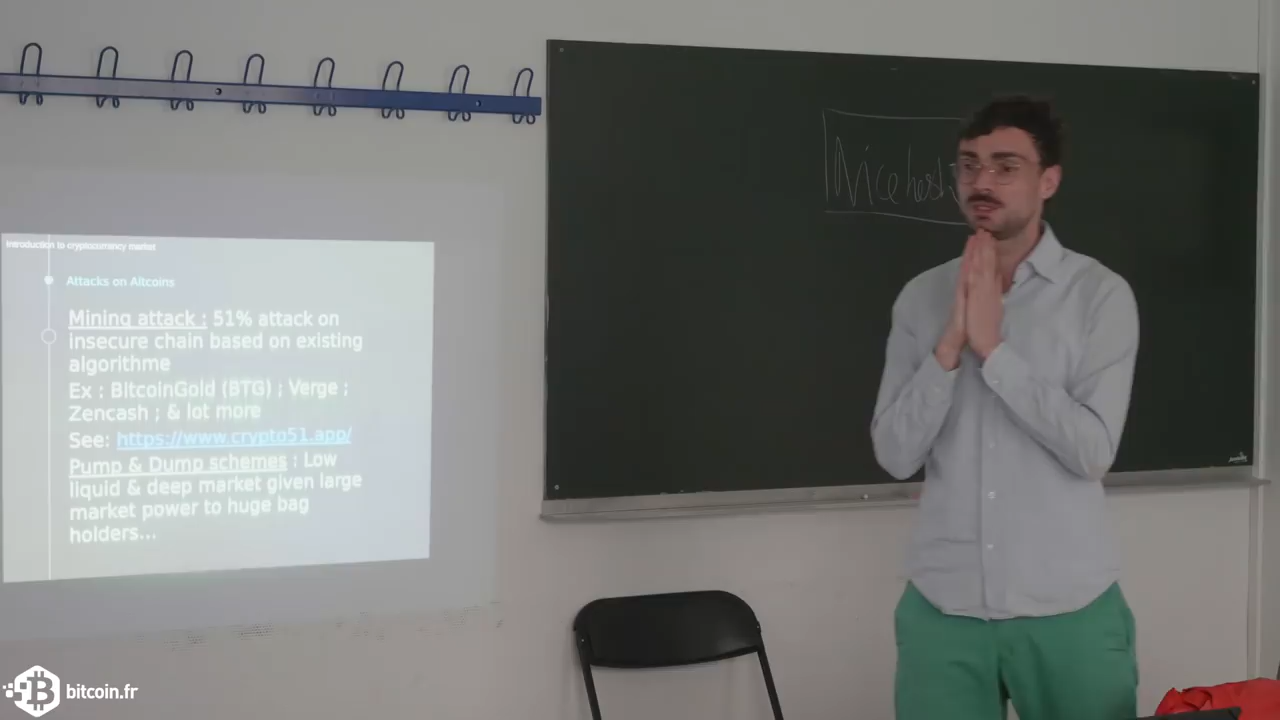 Introduction to cryptocurrancy market
Attacks on Altcoins
Mining attack : 51% attack on
insecure chain based on existing
algorithme
Ex : BitcoinGold (BTG) ; Verge ;
Zencash ; & lot more
See: https://www.crypto51.app/
Pump & Dump schemes : Low
liquid & deep market given large
market power to huge bag
holders...
Nicehash
bitcoin.fr